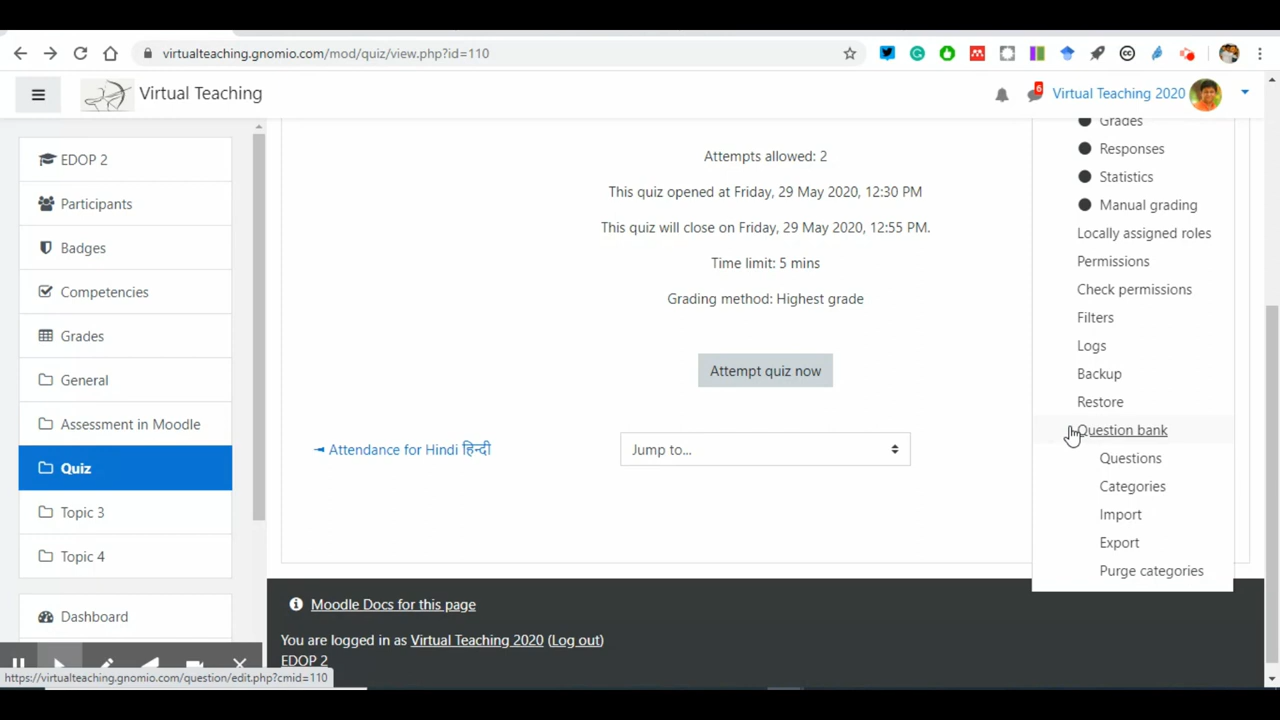 virtualteaching.gnomio.com/mod/quiz/view.php?id=110
Virtual Teaching
6
Virtual Teaching 2020
EDOP 2
Participants
Badges
Competencies
Grades
General
Assessment in Moodle
Quiz
Topic 3
Topic 4
Dashboard
Attempts allowed: 2
This quiz opened at Friday, 29 May 2020, 12:30 PM
This quiz will close on Friday, 29 May 2020, 12:55 PM.
Time limit: 5 mins
Grading method: Highest grade
Attempt quiz now
Attendance for Hindi हिन्दी
Jump to...
Grades
Responses
Statistics
Manual grading
Locally assigned roles
Permissions
Check permissions
Filters
Logs
Backup
Restore
Question bank
Questions
Categories
Import
Export
Purge categories
Moodle Docs for this page
You are logged in as Virtual Teaching 2020 (Log out)
EDOP 2
https://virtualteaching.gnomio.com/question/edit.php?cmid=110